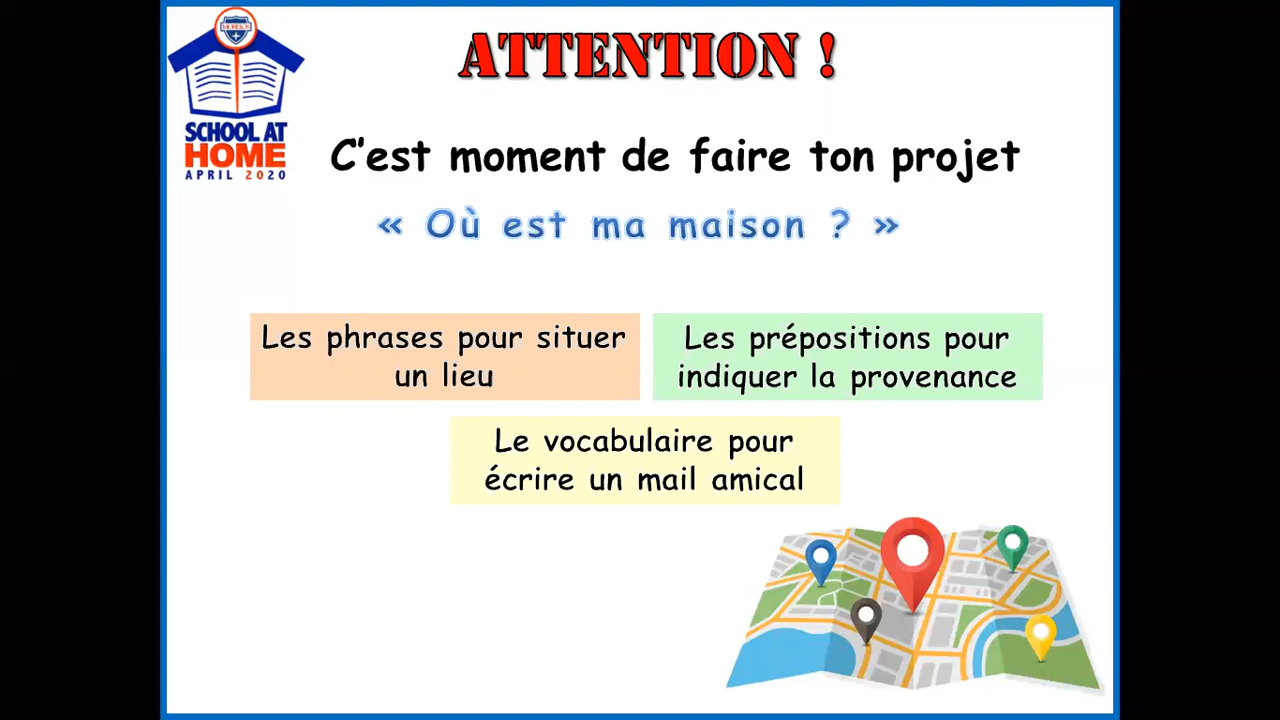 SCHOOL AT
HOME
APRIL 2020
ATTENTION !
C'est moment de faire ton projet
« Où est ma maison ? »
Les phrases pour situer
un lieu
Les prépositions pour
indiquer la provenance
Le vocabulaire pour
écrire un mail amical